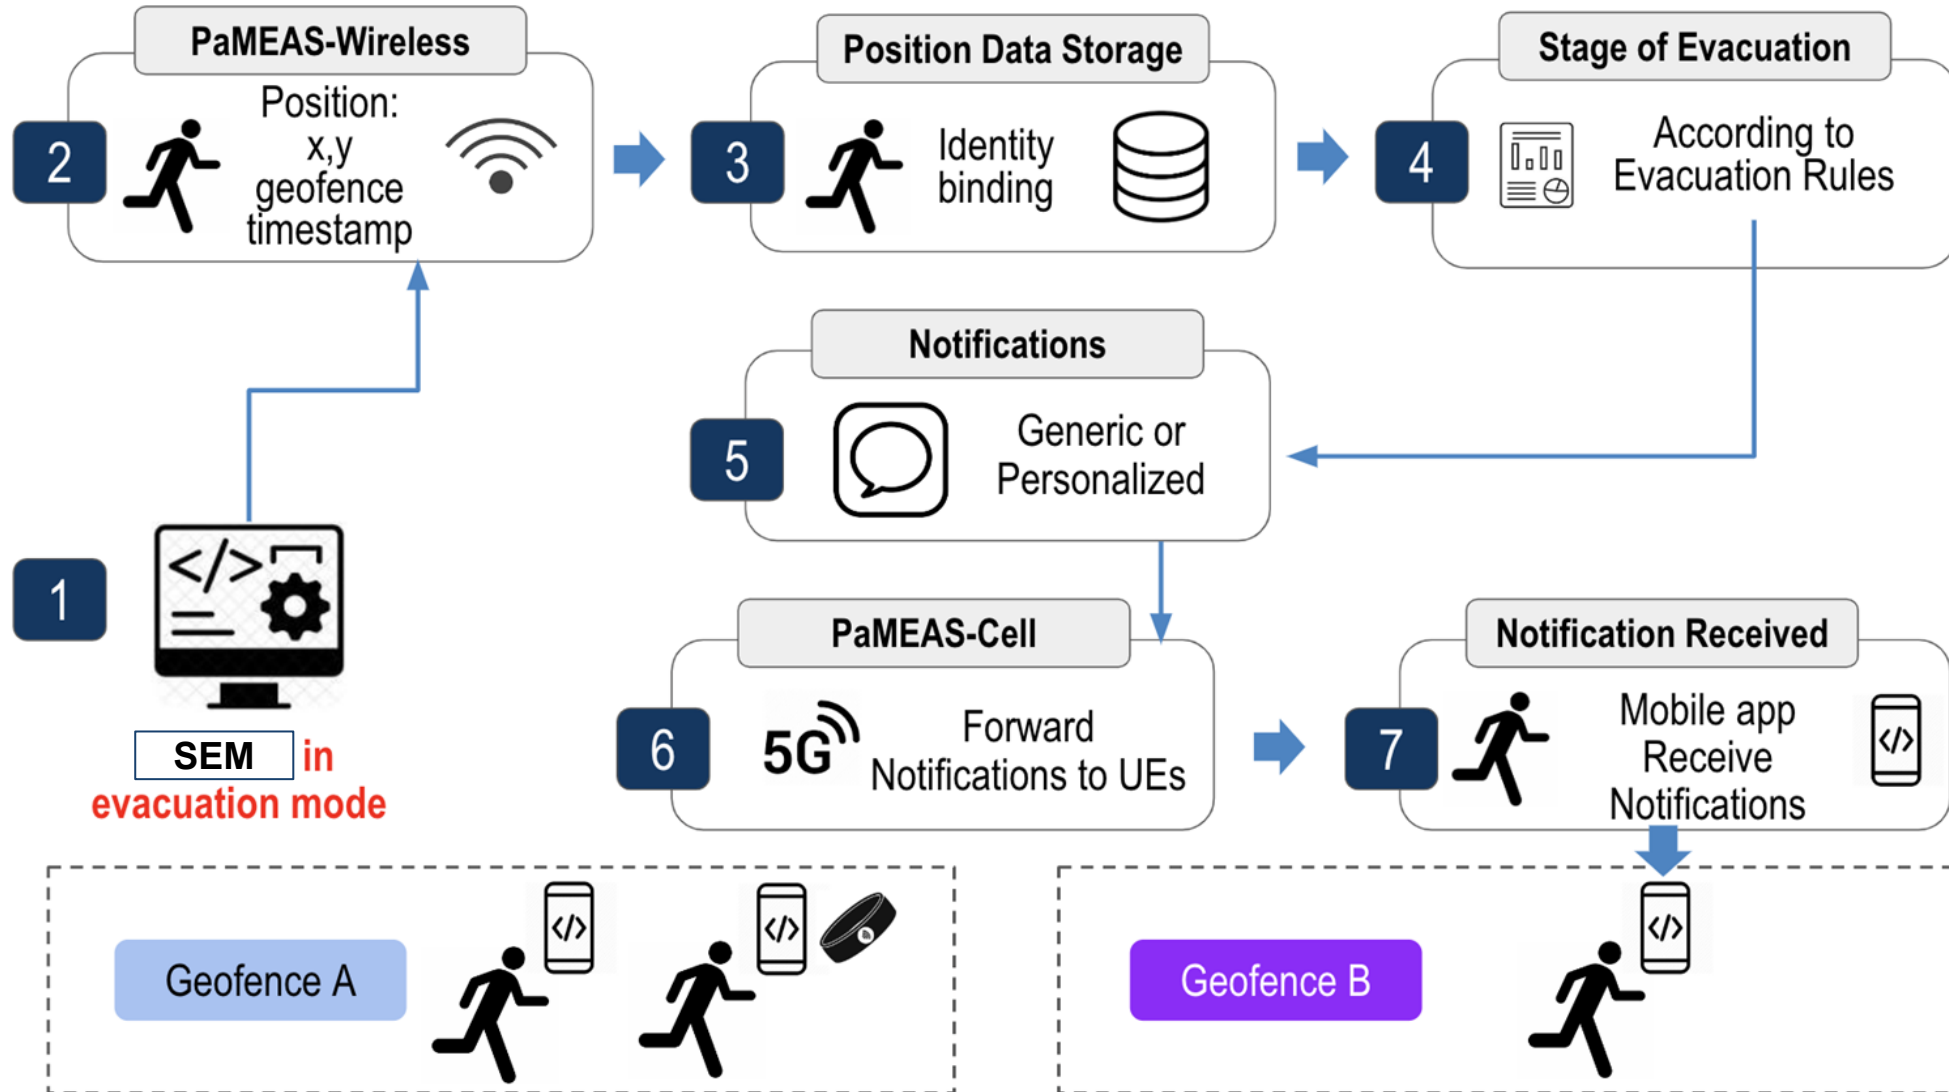 PaMEAS-Wireless
2
Position:
x,y
geofence
timestamp
Position Data Storage
3
Identity
binding
Stage of Evacuation
4
According to
Evacuation Rules
Notifications
5
Generic or
Personalized
1
</>
SEM in
evacuation mode
PaMEAS-Cell
6
5G
Forward
Notifications to UEs
Notification Received
7
Mobile app
Receive
Notifications
</>
Geofence A
</>
</>
Geofence B
</>